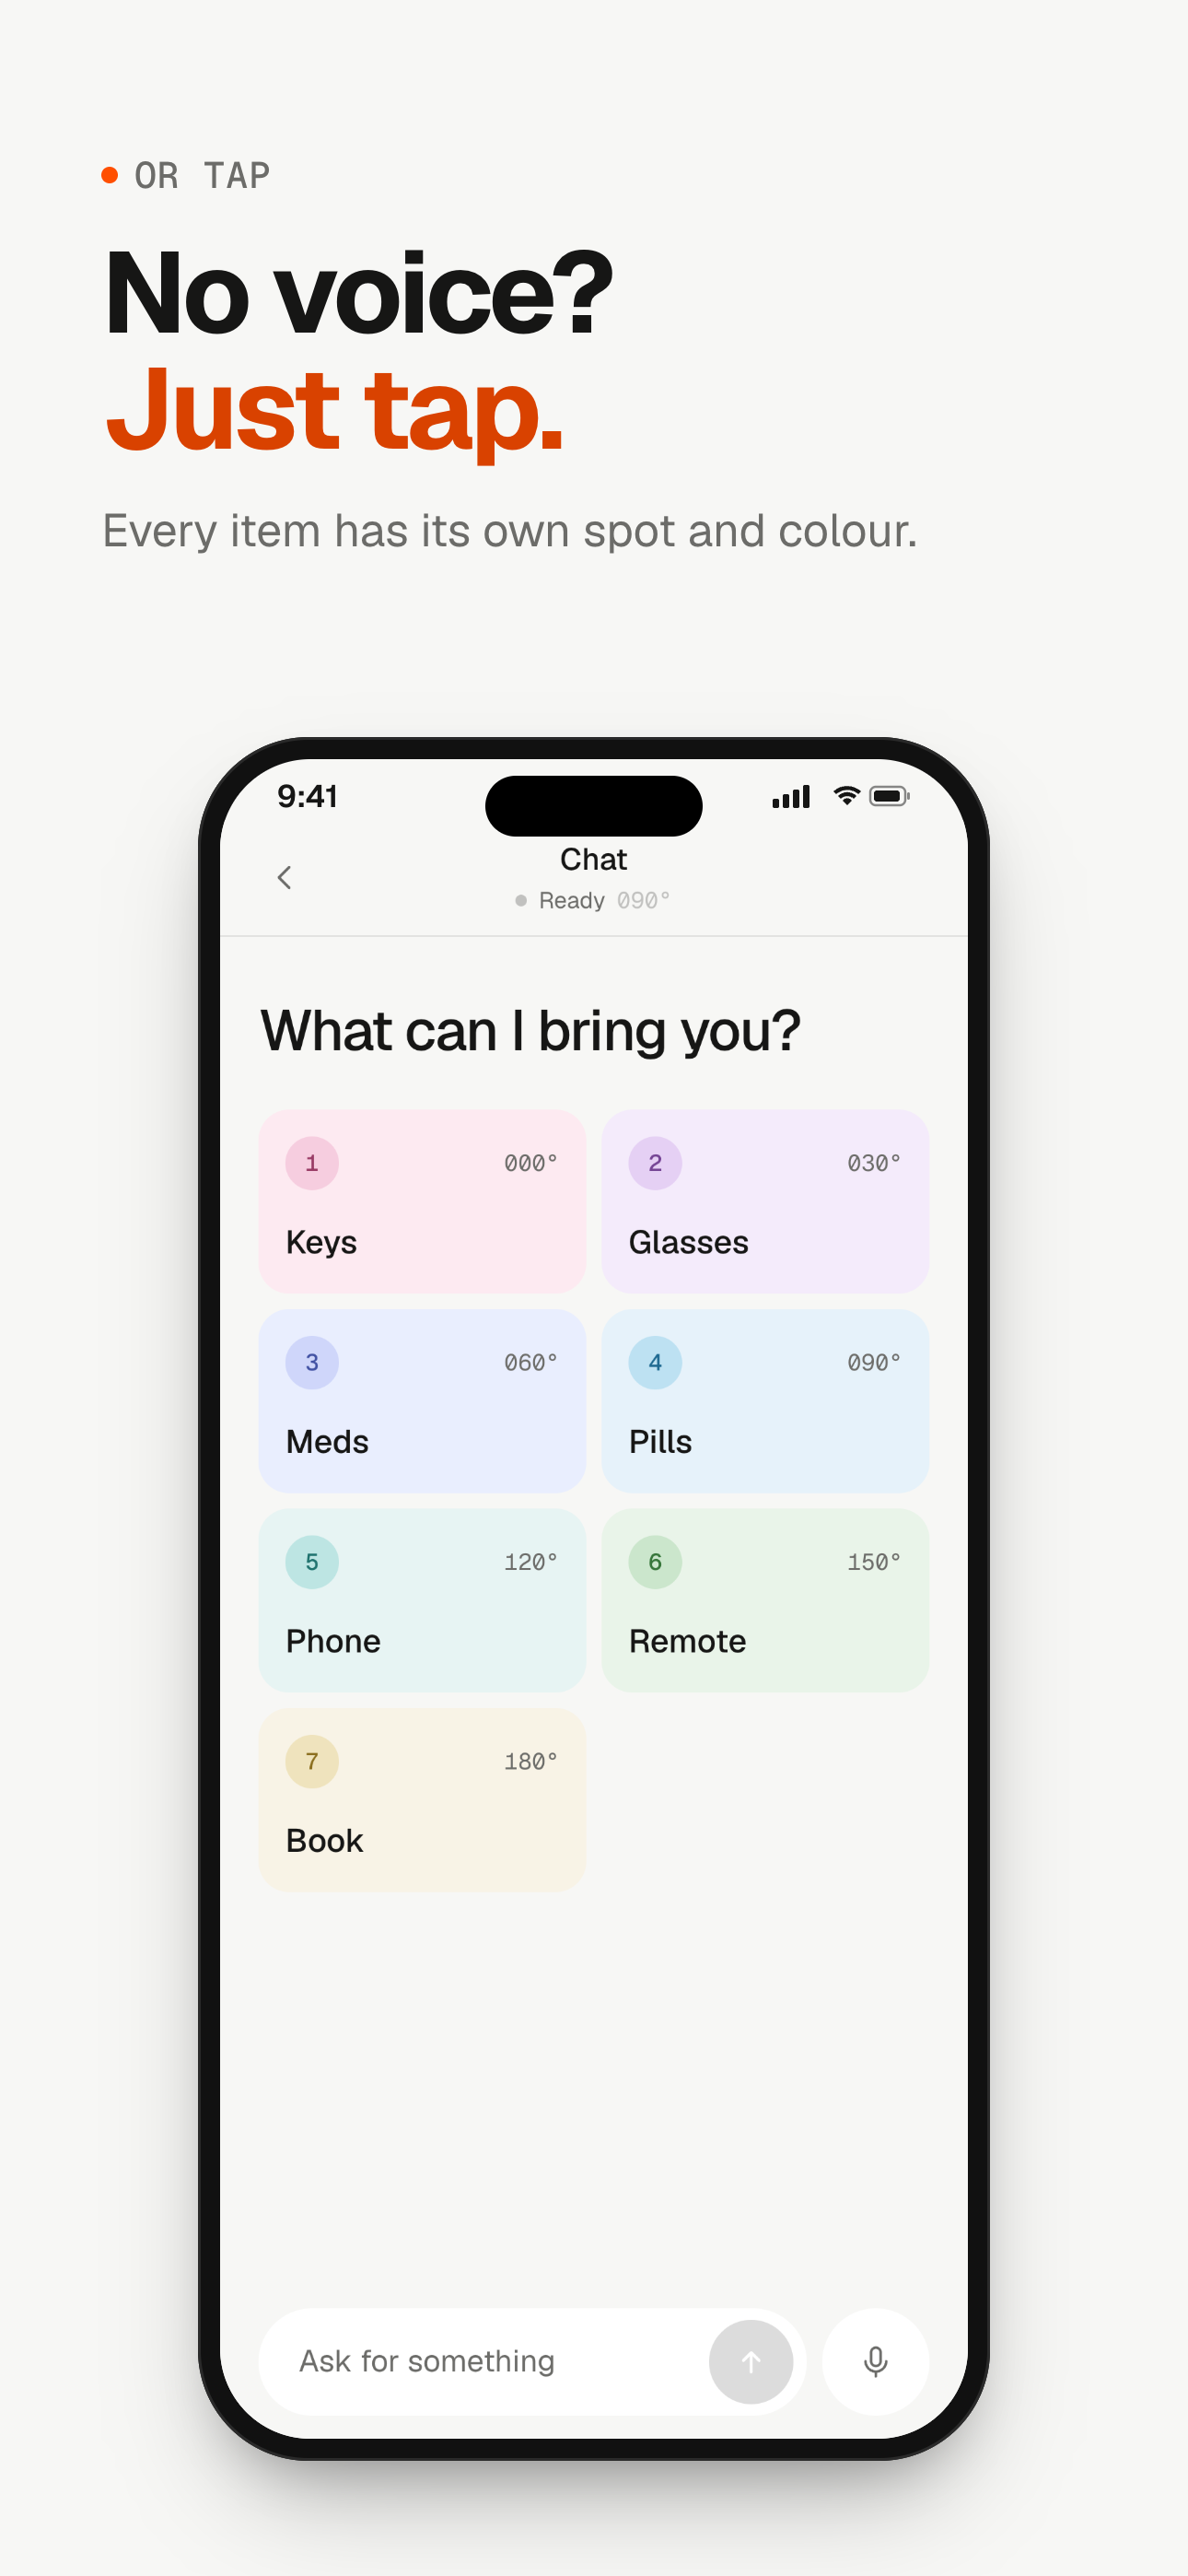 OR TAP
No voice?
Just tap.
Every item has its own spot and colour.
9:41
Chat
Ready 090°
What can I bring you?
1 000°
Keys
2 030°
Glasses
3 060°
Meds
4 090°
Pills
5 120°
Phone
6 150°
Remote
7 180°
Book
Ask for something